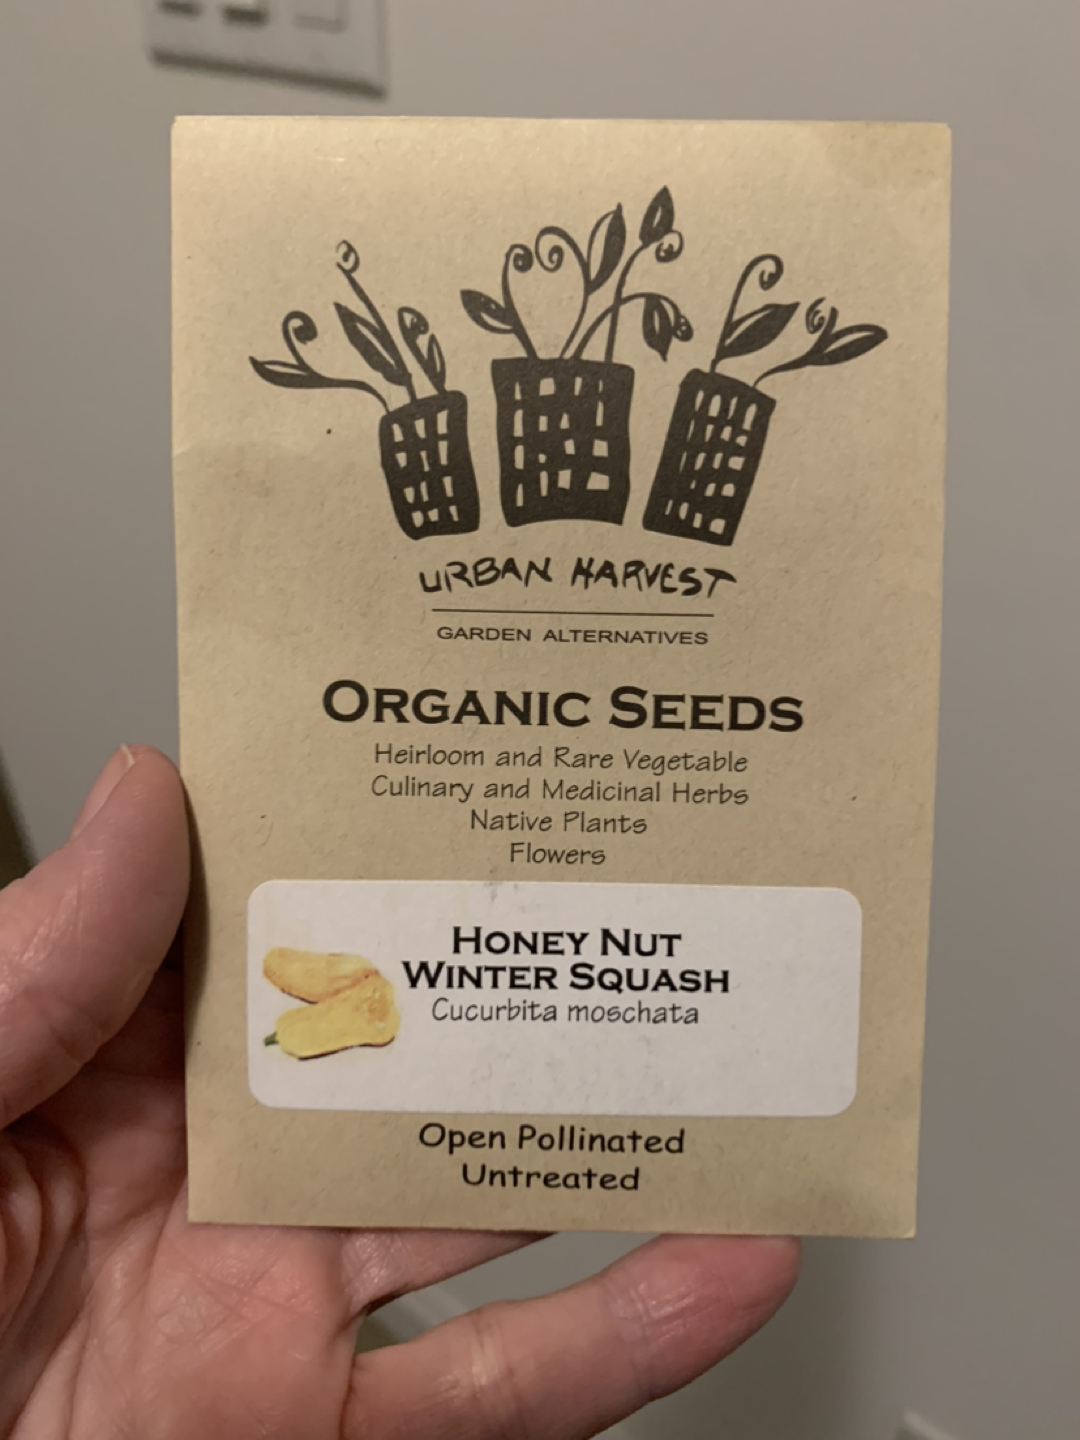 URBAN HARVEST
GARDEN ALTERNATIVES
ORGANIC SEEDS
Heirloom and Rare Vegetable
Culinary and Medicinal Herbs
Native Plants
Flowers
HONEY NUT
WINTER SQUASH
Cucurbita moschata
Open Pollinated
Untreated